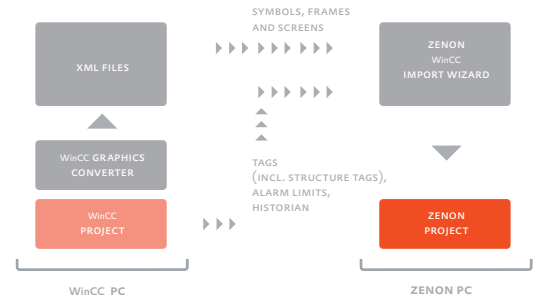 SYMBOLS, FRAMES
AND SCREENS
XML FILES
ZENON
WinCC
IMPORT WIZARD
WinCC GRAPHICS
CONVERTER
TAGS
(INCL. STRUCTURE TAGS),
ALARM LIMITS,
HISTORIAN
WinCC
PROJECT
ZENON
PROJECT
WinCC PC
ZENON PC